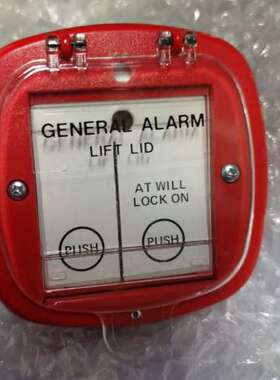 GENERAL ALARM
LIFT LID
AT WILL
LOCK ON
PUSH PUSH